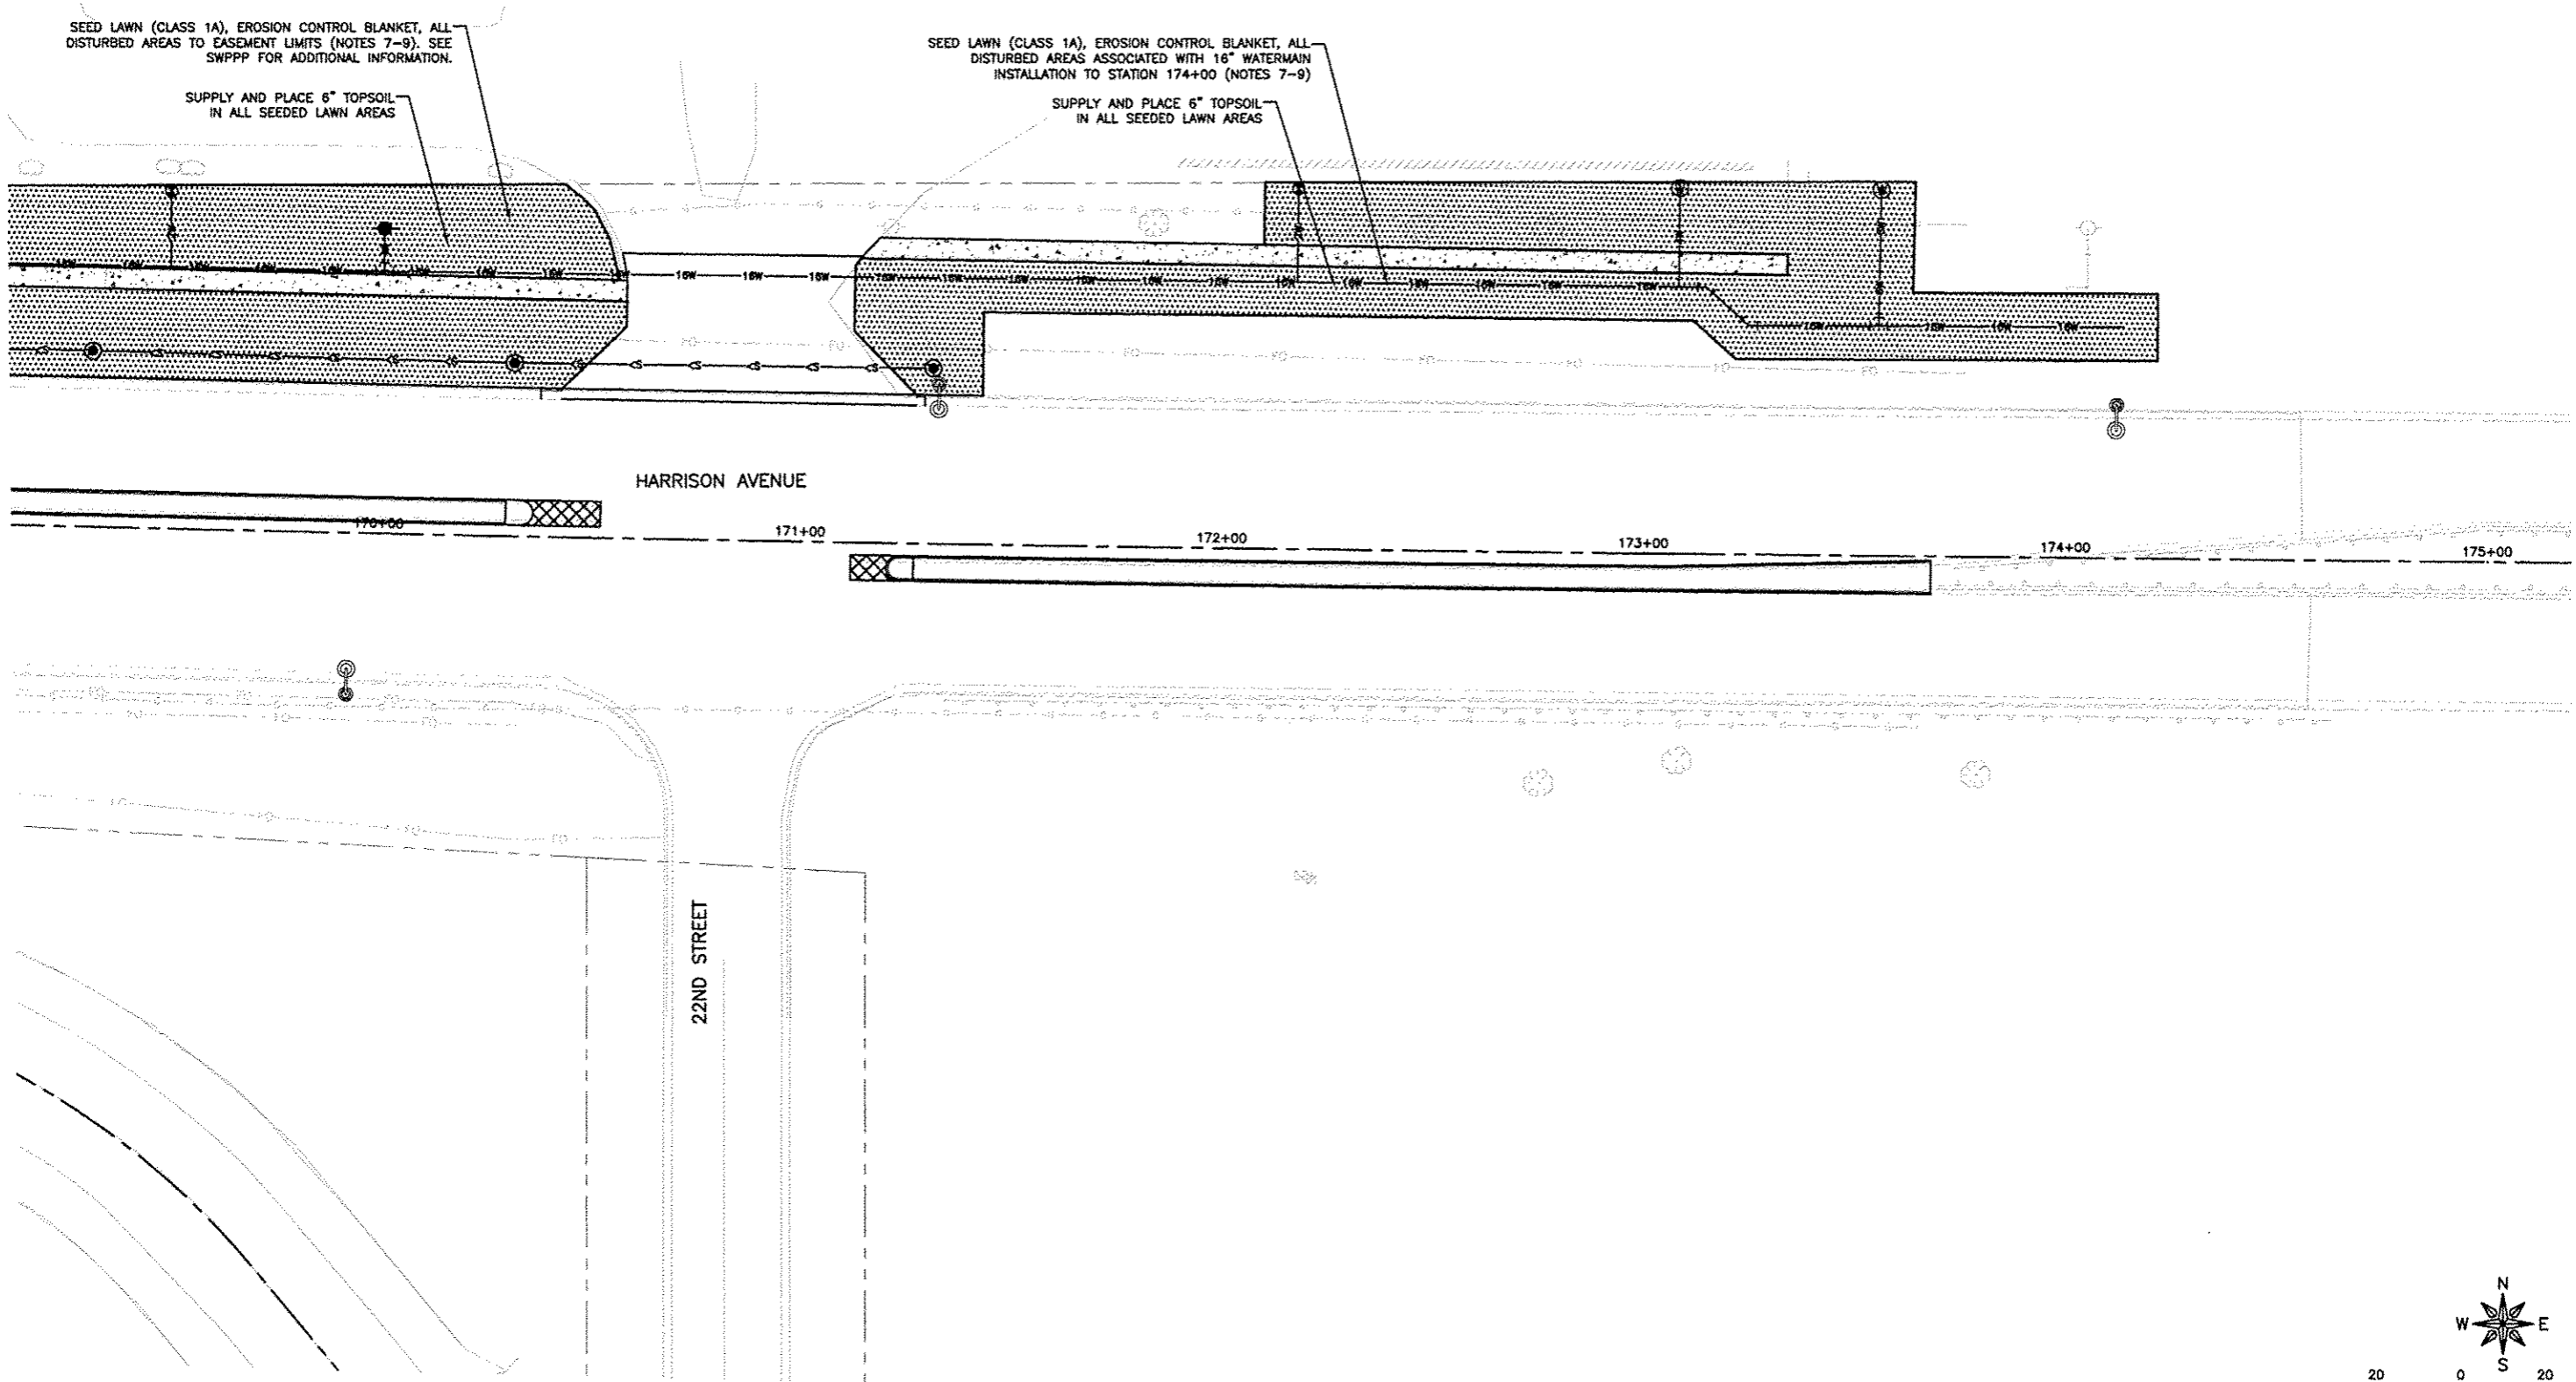 SEED LAWN (CLASS 1A), EROSION CONTROL BLANKET, ALL
DISTURBED AREAS TO EASEMENT LIMITS (NOTES 7-9). SEE
SWPPP FOR ADDITIONAL INFORMATION.
SUPPLY AND PLACE 6" TOPSOIL
IN ALL SEEDED LAWN AREAS
SEED LAWN (CLASS 1A), EROSION CONTROL BLANKET, ALL
DISTURBED AREAS ASSOCIATED WITH 16" WATERMAIN
INSTALLATION TO STATION 174+00 (NOTES 7-9)
SUPPLY AND PLACE 6" TOPSOIL
IN ALL SEEDED LAWN AREAS
16W 16W 16W 16W
HARRISON AVENUE
170+00
171+00
172+00
173+00
174+00
175+00
22ND STREET
N
W E
S
20 0 20